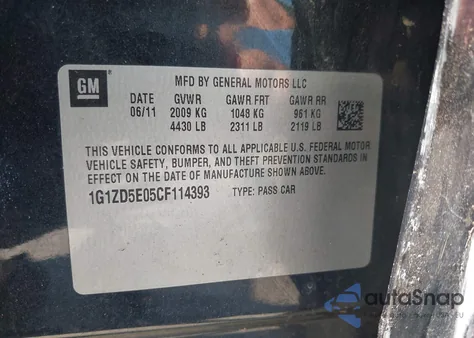 GM
MFD BY GENERAL MOTORS LLC
DATE GVWR GAWR FRT GAWR RR
06/11 2009 KG 1048 KG 961 KG
4430 LB 2311 LB 2119 LB
THIS VEHICLE CONFORMS TO ALL APPLICABLE U.S. FEDERAL MOTOR
VEHICLE SAFETY, BUMPER, AND THEFT PREVENTION STANDARDS IN
EFFECT ON THE DATE OF MANUFACTURE SHOWN ABOVE.
1G1ZD5E05CF114393 TYPE: PASS CAR
autoSnap